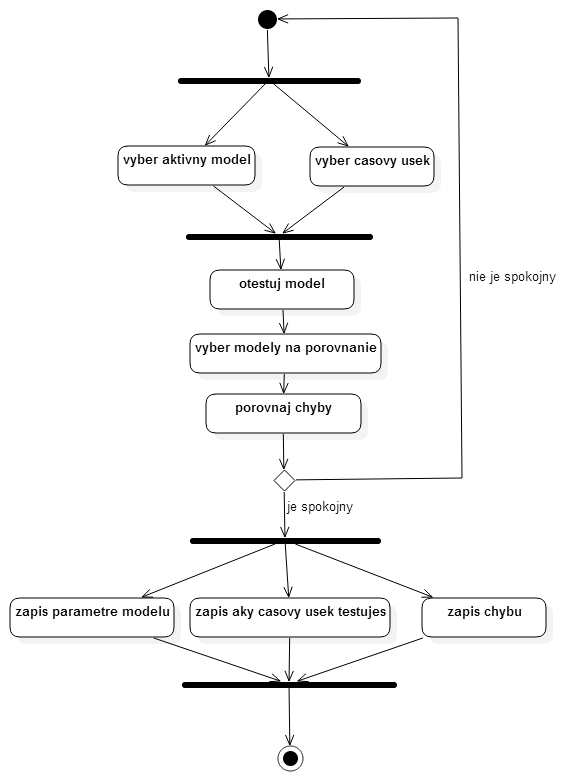 vyber aktivny model
vyber casovy usek
otestuj model
nie je spokojny
vyber modely na porovnanie
porovnaj chyby
je spokojny
zapis parametre modelu
zapis aky casovy usek testujes
zapis chybu